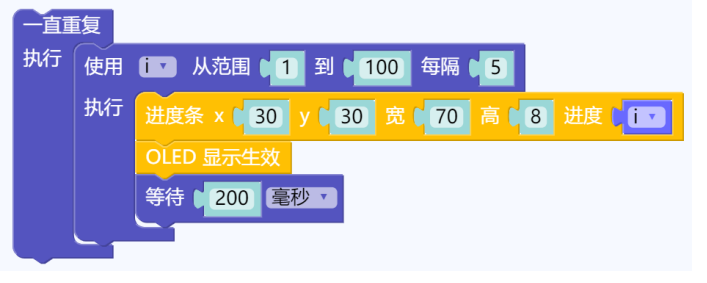 一直重复
执行 使用 i 从范围 1 到 100 每隔 5
执行 进度条 x 30 y 30 宽 70 高 8 进度 i
OLED 显示生效
等待 200 毫秒